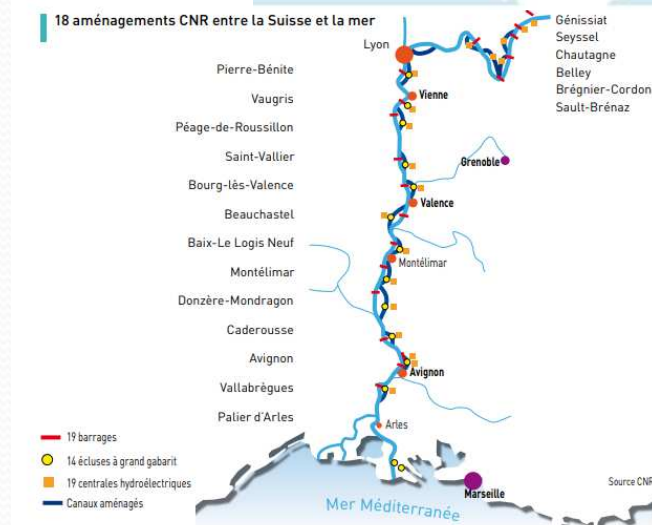 18 aménagements CNR entre la Suisse et la mer
Génissiat
Seyssel
Chautagne
Belley
Brégnier-Cordon
Sault-Brénaz
Lyon
Pierre-Bénite
Vienne
Vaugris
Péage-de-Roussillon
Saint-Vallier
Grenoble
Bourg-lès-Valence
Valence
Beauchastel
Baix-Le Logis Neuf
Montélimar
Montélimar
Donzère-Mondragon
Caderousse
Avignon
Avignon
Vallabrègues
Palier d'Arles
Arles
19 barrages
14 écluses à grand gabarit
19 centrales hydroélectriques
Canaux aménagés
Marseille
Source CNR
Mer Méditerranée